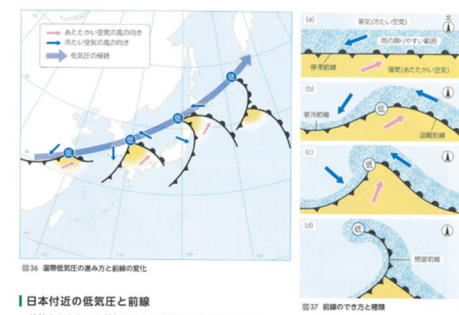 あたたかい空気の風の向き
冷たい空気の風の向き
低気圧の経路
低
低
低
低
図36 温帯低気圧の進み方と前線の変化
日本付近の低気圧と前線
(a)
寒気(冷たい空気)
北
雨の降りやすい範囲
停滞前線
暖気(あたたかい空気)
(b)
寒冷前線
低
温暖前線
(c)
低
(d)
低
閉塞前線
図37 前線のでき方と種類